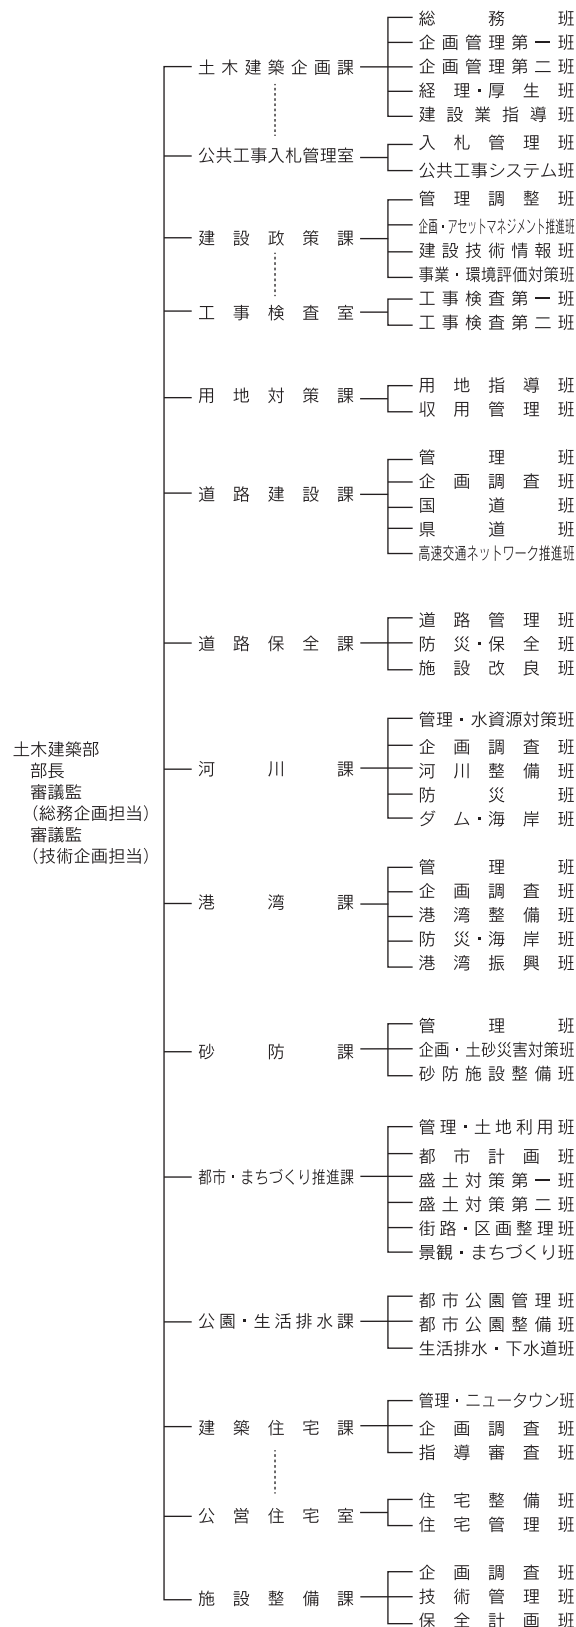 土木建築部
部長
審議監
(総務企画担当)
審議監
(技術企画担当)
土木建築企画課
総務班
企画管理第一班
企画管理第二班
経理・厚生班
建設業指導班
公共工事入札管理室
入札管理班
公共工事システム班
建設政策課
管理調整班
企画・アセットマネジメント推進班
建設技術情報班
事業・環境評価対策班
工事検査室
工事検査第一班
工事検査第二班
用地対策課
用地指導班
収用管理班
道路建設課
管理班
企画調査班
国道班
県道班
高速交通ネットワーク推進班
道路保全課
道路管理班
防災・保全班
施設改良班
河川課
管理・水資源対策班
企画調査班
河川整備班
防災班
ダム・海岸班
港湾課
管理班
企画調査班
港湾整備班
防災・海岸班
港湾振興班
砂防課
管理班
企画・土砂災害対策班
砂防施設整備班
都市・まちづくり推進課
管理・土地利用班
都市計画班
盛土対策第一班
盛土対策第二班
街路・区画整理班
景観・まちづくり班
公園・生活排水課
都市公園管理班
都市公園整備班
生活排水・下水道班
建築住宅課
管理・ニュータウン班
企画調査班
指導審査班
公営住宅室
住宅整備班
住宅管理班
施設整備課
企画調査班
技術管理班
保全計画班